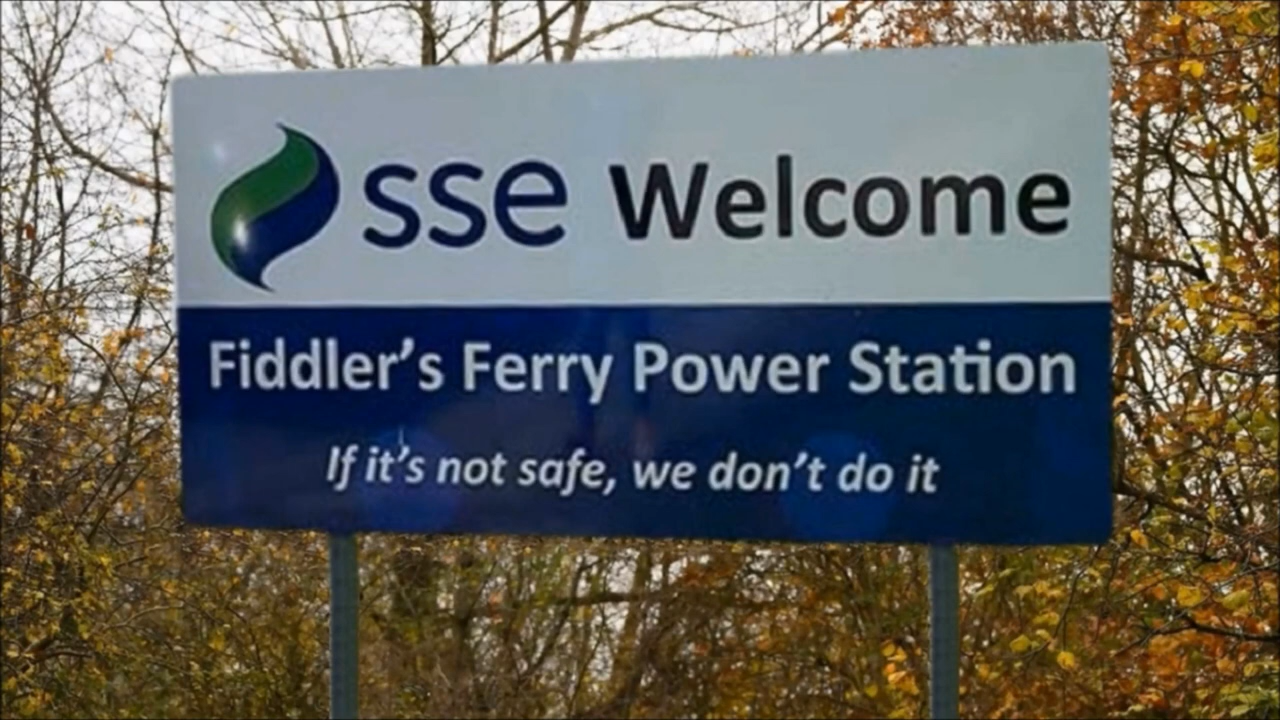 sse Welcome
Fiddler’s Ferry Power Station
If it’s not safe, we don’t do it